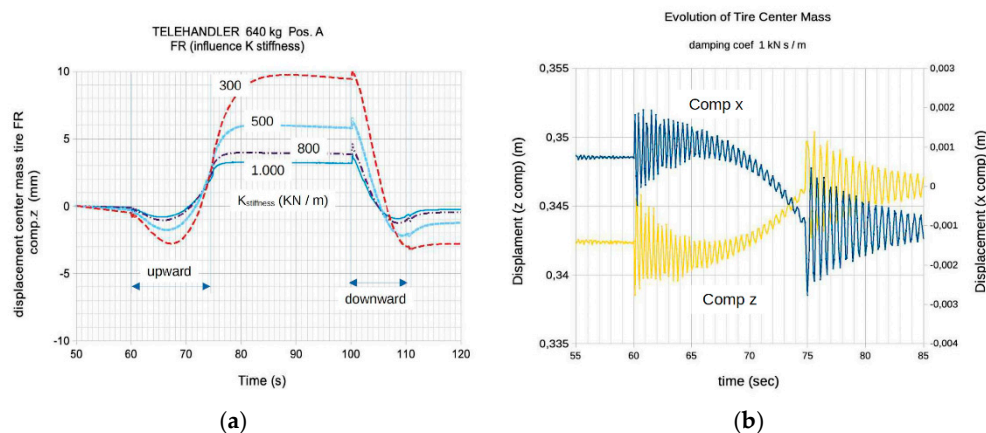 TELEHANDLER 640 kg Pos. A
FR (influence K stiffness)
displacement center mass tire FR
comp.z (mm)
10
5
0
-5
-10
300
500
800
1.000
Kstiffness (KN / m)
upward
downward
50
60
70
80
90
100
110
120
Time (s)
(a)
Evolution of Tire Center Mass
damping coef 1 kN s / m
Displament (z comp) (m)
0,355
0,35
0,345
0,34
0,335
Comp x
Comp z
0,003
0,002
0,001
0
-0,001
-0,002
-0,003
-0,004
Displacement (x comp) (m)
55
60
65
70
75
80
85
time (sec)
(b)